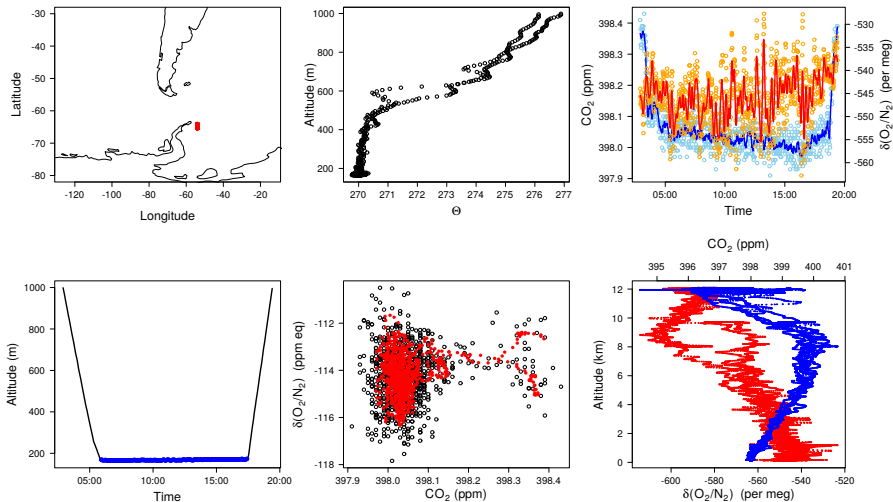 -30
-40
-50
-60
-70
-80
Latitude
-120 -100 -80 -60 -40 -20
Longitude
1000
800
600
400
200
Altitude (m)
270 271 272 273 274 275 276 277
Θ
398.4
398.3
398.2
398.1
398.0
397.9
CO2 (ppm)
-530
-535
-540
-545
-550
-555
-560
δ(O2/N2) (per meg)
05:00 10:00 15:00 20:00
Time
1000
800
600
400
200
Altitude (m)
05:00 10:00 15:00 20:00
Time
-112
-114
-116
-118
δ(O2/N2) (ppm eq)
397.9 398.0 398.1 398.2 398.3 398.4
CO2 (ppm)
CO2 (ppm)
395 396 397 398 399 400 401
12
10
8
6
4
2
0
Altitude (km)
-600 -580 -560 -540 -520
δ(O2/N2) (per meg)